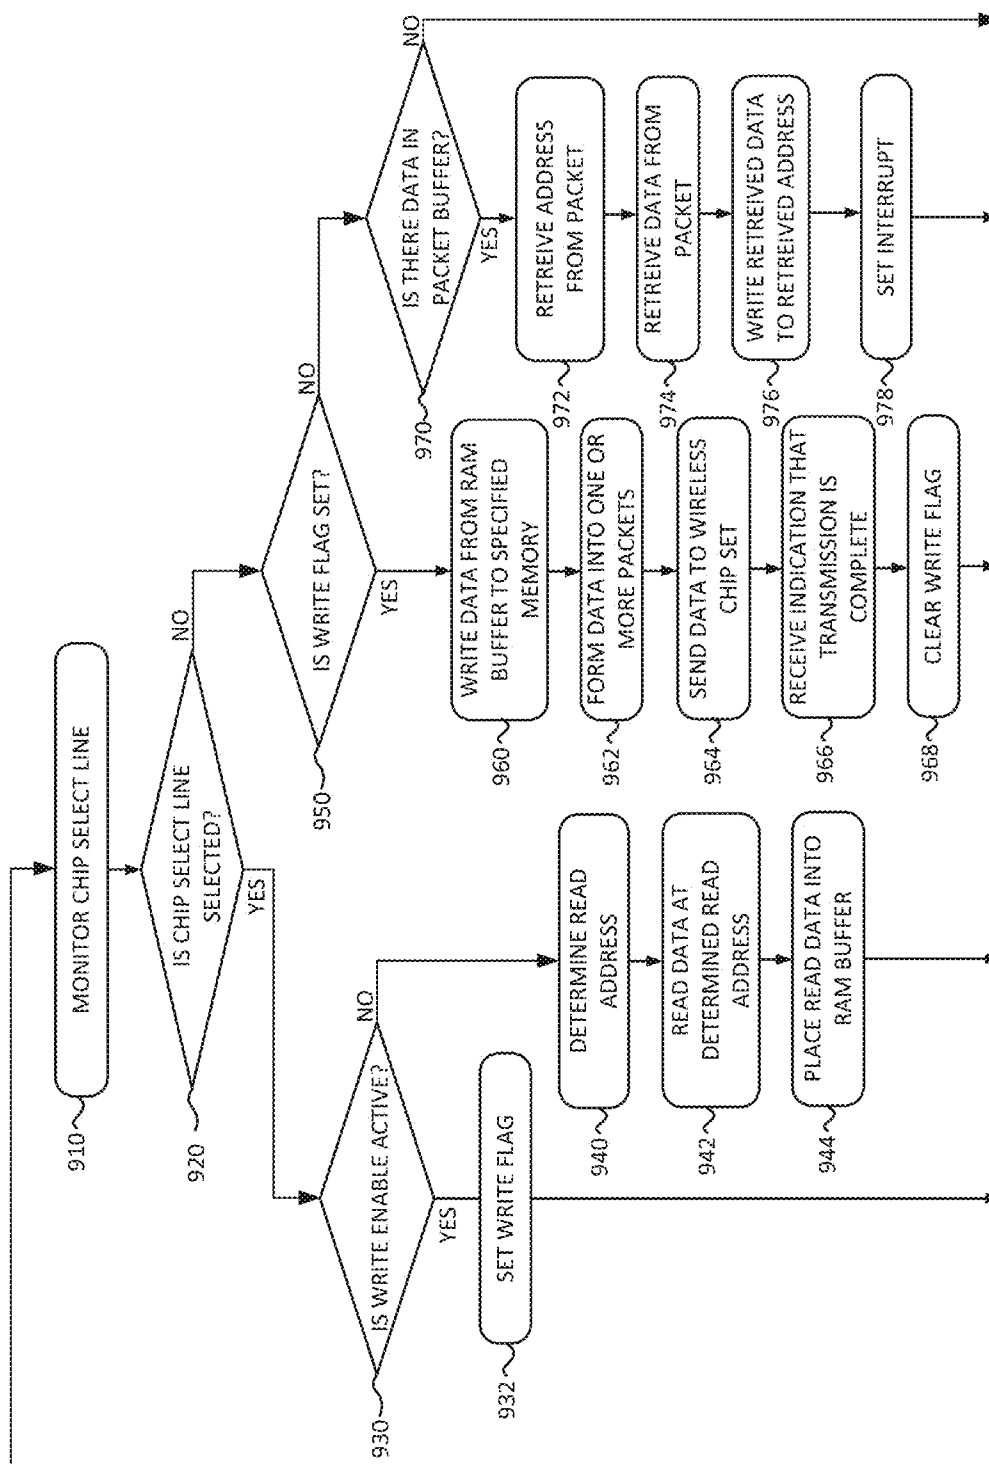 MONITOR CHIP SELECT LINE
910
IS CHIP SELECT LINE
SELECTED?
920
YES
NO
IS WRITE ENABLE ACTIVE?
930
YES
NO
SET WRITE FLAG
932
DETERMINE READ
ADDRESS
940
READ DATA AT
DETERMINED READ
ADDRESS
942
PLACE READ DATA INTO
RAM BUFFER
944
IS WRITE FLAG SET?
950
YES
NO
WRITE DATA FROM RAM
BUFFER TO SPECIFIED
MEMORY
960
FORM DATA INTO ONE OR
MORE PACKETS
962
SEND DATA TO WIRELESS
CHIP SET
964
RECEIVE INDICATION THAT
TRANSMISSION IS
COMPLETE
966
CLEAR WRITE FLAG
968
IS THERE DATA IN
PACKET BUFFER?
970
YES
NO
RETREIVE ADDRESS
FROM PACKET
972
RETREIVE DATA FROM
PACKET
974
WRITE RETREIVED DATA
TO RETREIVED ADDRESS
976
SET INTERRUPT
978